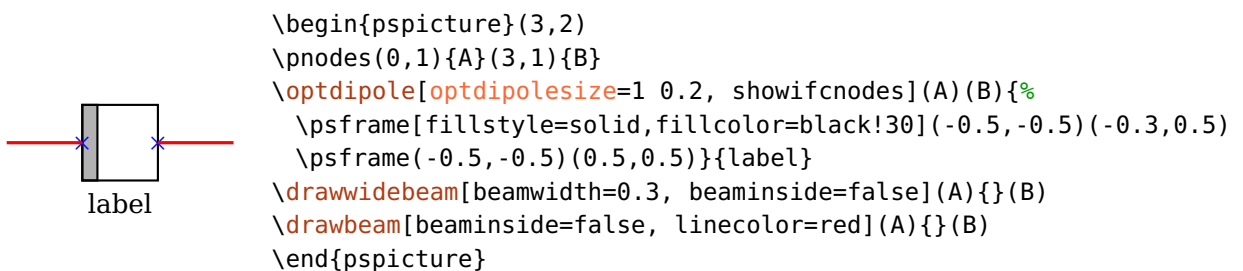 \begin{pspicture}(3,2)
\pnodes(0,1){A}(3,1){B}
\optdipole[optdipolesize=1 0.2, showifcnodes](A)(B){%
\psframe[fillstyle=solid,fillcolor=black!30](-0.5,-0.5)(-0.3,0.5)
\psframe(-0.5,-0.5)(0.5,0.5)}{label}
\drawwidebeam[beamwidth=0.3, beaminside=false](A){}(B)
\drawbeam[beaminside=false, linecolor=red](A){}(B)
\end{pspicture}
label